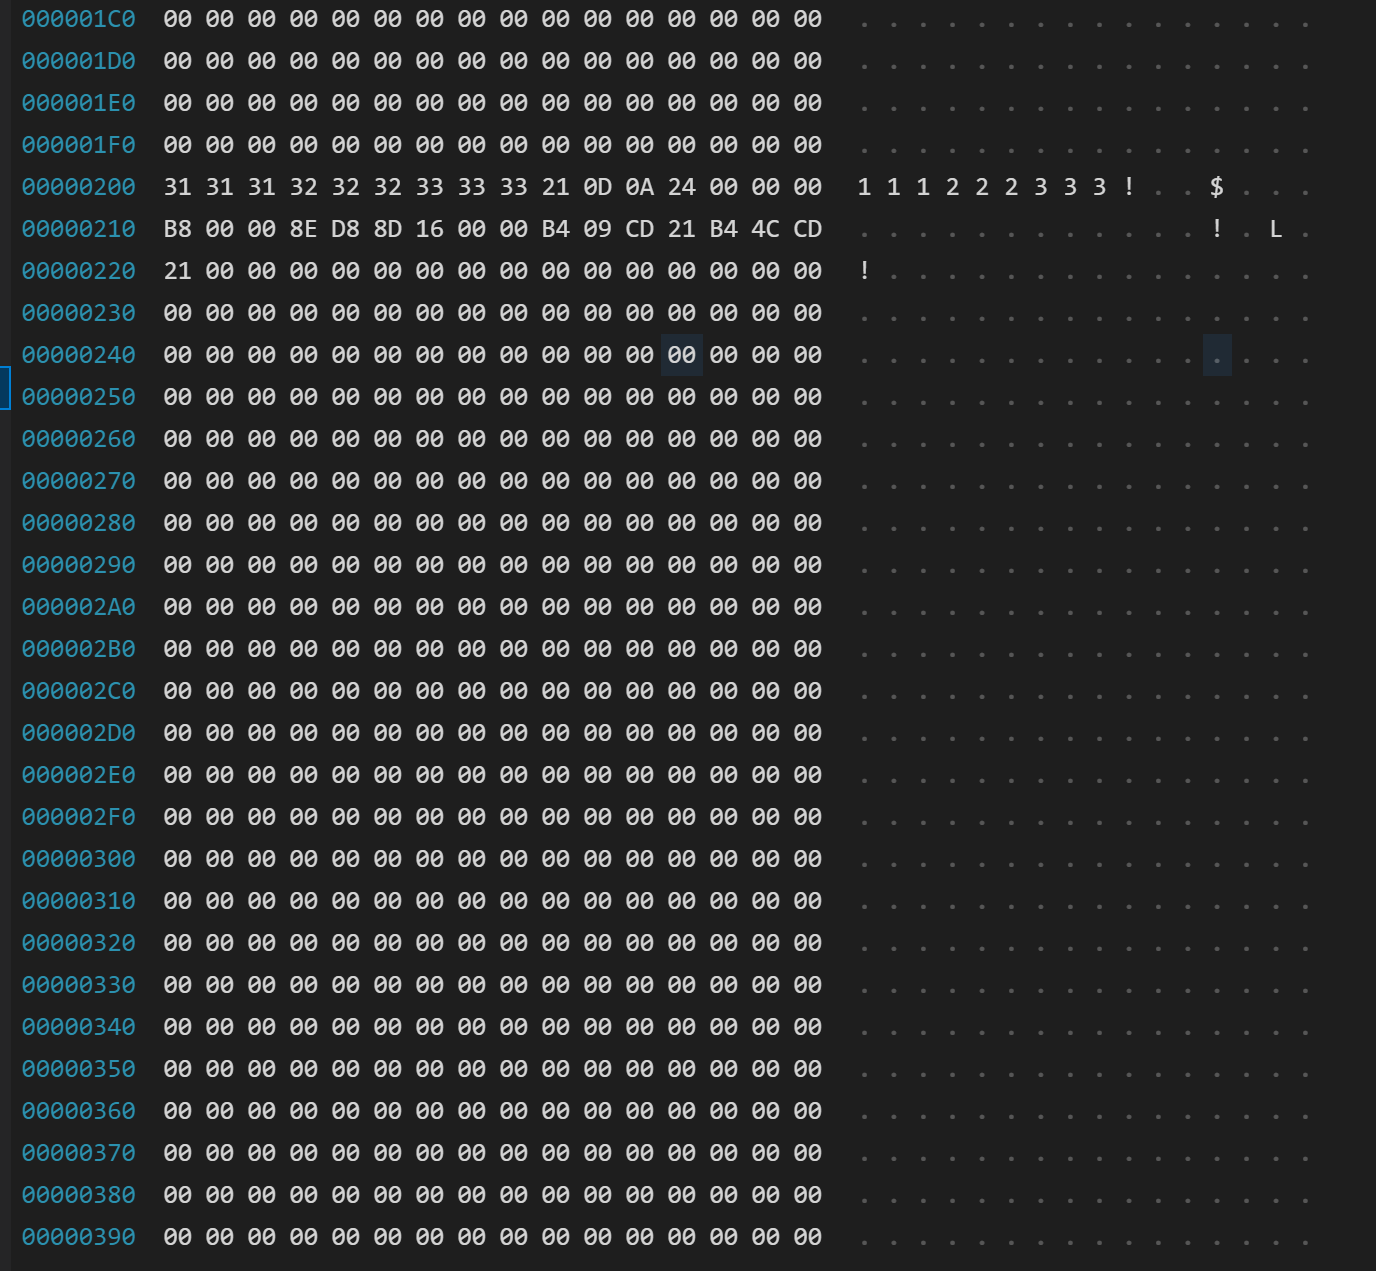 000001C0 00 00 00 00 00 00 00 00 00 00 00 00 00 00 00 00 . . . . . . . . . . . . . . . .
000001D0 00 00 00 00 00 00 00 00 00 00 00 00 00 00 00 00 . . . . . . . . . . . . . . . .
000001E0 00 00 00 00 00 00 00 00 00 00 00 00 00 00 00 00 . . . . . . . . . . . . . . . .
000001F0 00 00 00 00 00 00 00 00 00 00 00 00 00 00 00 00 . . . . . . . . . . . . . . . .
00000200 31 31 31 32 32 32 33 33 33 21 0D 0A 24 00 00 00 1 1 1 2 2 2 3 3 3 ! . . $ . . .
00000210 B8 00 00 8E D8 8D 16 00 00 B4 09 CD 21 B4 4C CD . . . . . . . . . . . . ! . L .
00000220 21 00 00 00 00 00 00 00 00 00 00 00 00 00 00 00 ! . . . . . . . . . . . . . . .
00000230 00 00 00 00 00 00 00 00 00 00 00 00 00 00 00 00 . . . . . . . . . . . . . . . .
00000240 00 00 00 00 00 00 00 00 00 00 00 00 00 00 00 00 . . . . . . . . . . . . . . . .
00000250 00 00 00 00 00 00 00 00 00 00 00 00 00 00 00 00 . . . . . . . . . . . . . . . .
00000260 00 00 00 00 00 00 00 00 00 00 00 00 00 00 00 00 . . . . . . . . . . . . . . . .
00000270 00 00 00 00 00 00 00 00 00 00 00 00 00 00 00 00 . . . . . . . . . . . . . . . .
00000280 00 00 00 00 00 00 00 00 00 00 00 00 00 00 00 00 . . . . . . . . . . . . . . . .
00000290 00 00 00 00 00 00 00 00 00 00 00 00 00 00 00 00 . . . . . . . . . . . . . . . .
000002A0 00 00 00 00 00 00 00 00 00 00 00 00 00 00 00 00 . . . . . . . . . . . . . . . .
000002B0 00 00 00 00 00 00 00 00 00 00 00 00 00 00 00 00 . . . . . . . . . . . . . . . .
000002C0 00 00 00 00 00 00 00 00 00 00 00 00 00 00 00 00 . . . . . . . . . . . . . . . .
000002D0 00 00 00 00 00 00 00 00 00 00 00 00 00 00 00 00 . . . . . . . . . . . . . . . .
000002E0 00 00 00 00 00 00 00 00 00 00 00 00 00 00 00 00 . . . . . . . . . . . . . . . .
000002F0 00 00 00 00 00 00 00 00 00 00 00 00 00 00 00 00 . . . . . . . . . . . . . . . .
00000300 00 00 00 00 00 00 00 00 00 00 00 00 00 00 00 00 . . . . . . . . . . . . . . . .
00000310 00 00 00 00 00 00 00 00 00 00 00 00 00 00 00 00 . . . . . . . . . . . . . . . .
00000320 00 00 00 00 00 00 00 00 00 00 00 00 00 00 00 00 . . . . . . . . . . . . . . . .
00000330 00 00 00 00 00 00 00 00 00 00 00 00 00 00 00 00 . . . . . . . . . . . . . . . .
00000340 00 00 00 00 00 00 00 00 00 00 00 00 00 00 00 00 . . . . . . . . . . . . . . . .
00000350 00 00 00 00 00 00 00 00 00 00 00 00 00 00 00 00 . . . . . . . . . . . . . . . .
00000360 00 00 00 00 00 00 00 00 00 00 00 00 00 00 00 00 . . . . . . . . . . . . . . . .
00000370 00 00 00 00 00 00 00 00 00 00 00 00 00 00 00 00 . . . . . . . . . . . . . . . .
00000380 00 00 00 00 00 00 00 00 00 00 00 00 00 00 00 00 . . . . . . . . . . . . . . . .
00000390 00 00 00 00 00 00 00 00 00 00 00 00 00 00 00 00 . . . . . . . . . . . . . . . .